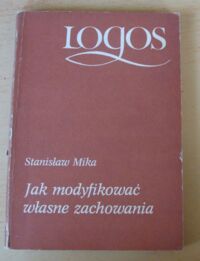 LOGOS
Stanisław Mika
Jak modyfikować
własne zachowania